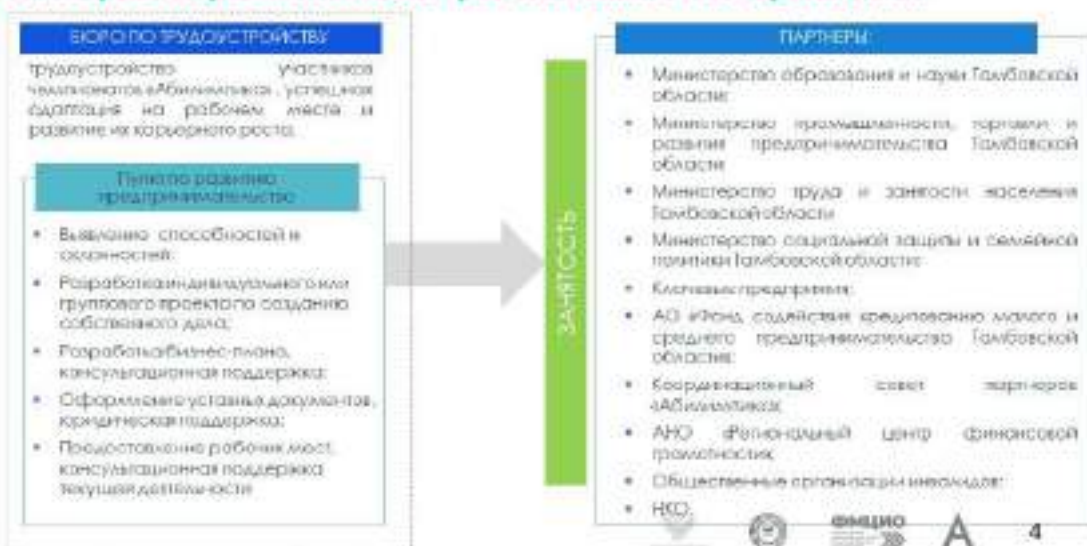 БЮРО ПО ТРУДОУСТРОЙСТВУ
трудоустройство участников
чемпионатов «Абилимпикс», успешная
адаптация на рабочем месте и
развитие их карьерного роста.
Пункт по развитию
предпринимательства
• Выявление способностей и
склонностей;
• Разработка индивидуального или
группового проекта по созданию
собственного дела;
• Разработка бизнес-плана,
консультационная поддержка;
• Оформление уставных документов,
юридическая поддержка;
• Предоставление рабочих мест,
консультационная поддержка
текущей деятельности
ЗАНЯТОСТЬ
ПАРТНЕРЫ:
• Министерство образования и науки Тамбовской
области;
• Министерство промышленности, торговли и
развития предпринимательства Тамбовской
области
• Министерство труда и занятости населения
Тамбовской области
• Министерство социальной защиты и семейной
политики Тамбовской области;
• Ключевые предприятия;
• АО «Фонд содействия кредитованию малого и
среднего предпринимательства Тамбовской
области»;
• Координационный совет партнеров
«Абилимпикс»;
• АНО «Региональный центр финансовой
грамотности»;
• Общественные организации инвалидов;
• НКО.
ФМЦИО
4